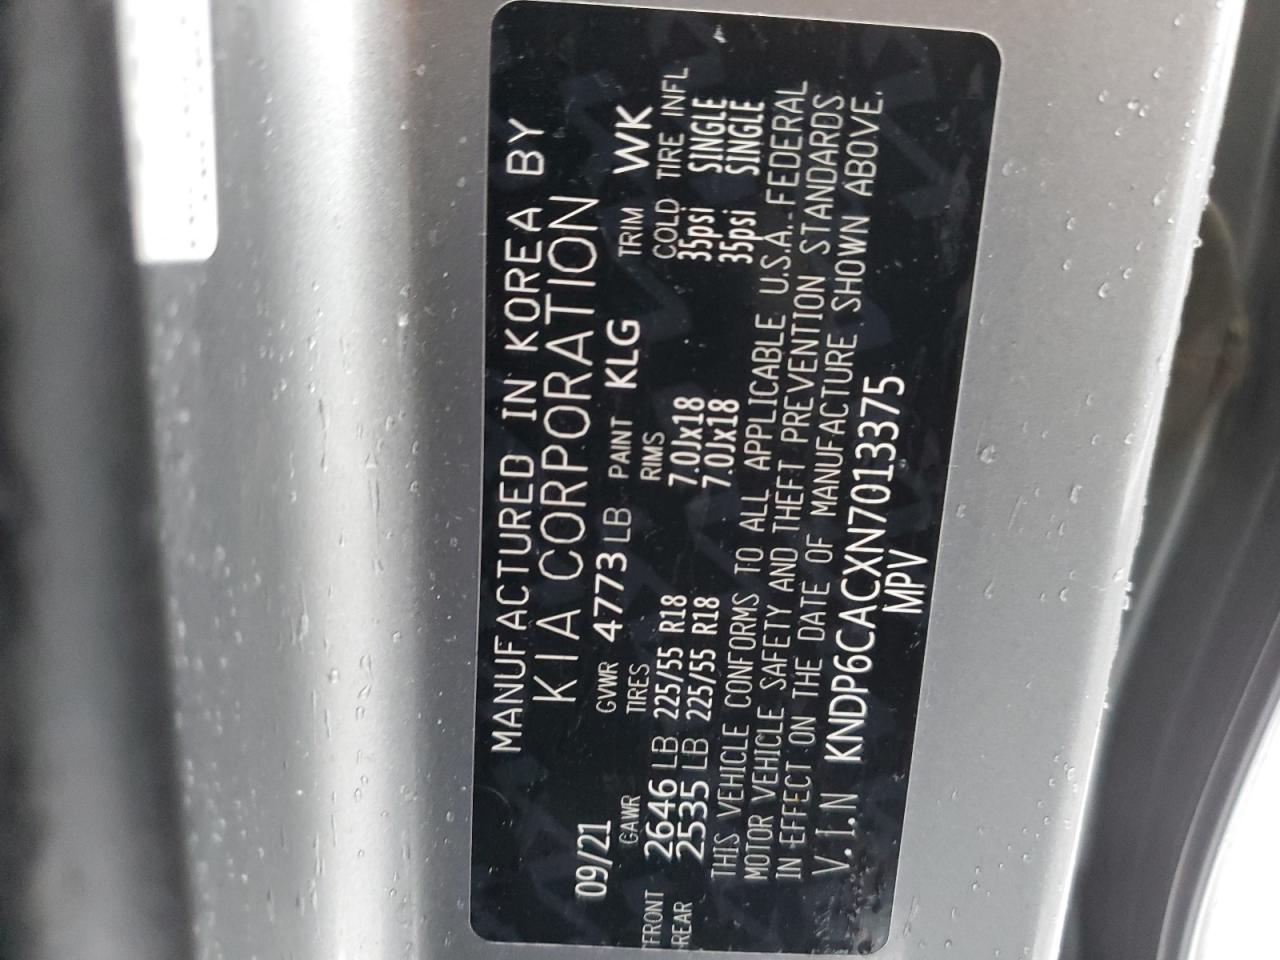 MANUFACTURED IN KOREA BY
KIA CORPORATION
09/21 GVWR 4773 LB PAINT KLG TRIM WK
GAWR TIRES RIMS COLD TIRE INFL
FRONT 2646 LB 225/55 R18 7.0Jx18 35psi SINGLE
REAR 2535 LB 225/55 R18 7.0Jx18 35psi SINGLE
THIS VEHICLE CONFORMS TO ALL APPLICABLE U.S.A. FEDERAL
MOTOR VEHICLE SAFETY AND THEFT PREVENTION STANDARDS
IN EFFECT ON THE DATE OF MANUFACTURE SHOWN ABOVE.
V.I.N KNDP6CACXN7013375
MPV